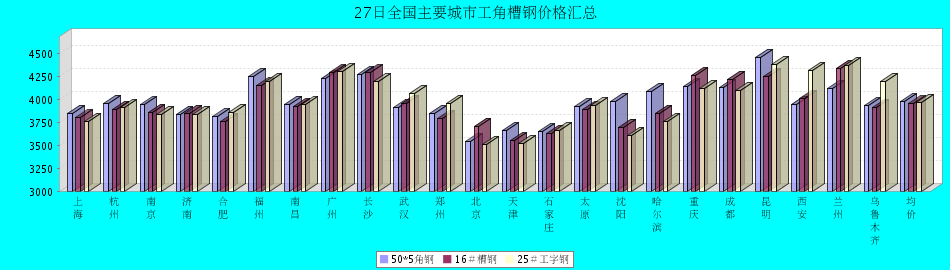 27日全国主要城市工角槽钢价格汇总
4500
4250
4000
3750
3500
3250
3000
上海
杭州
南京
济南
合肥
福州
南昌
广州
长沙
武汉
郑州
北京
天津
石家庄
太原
沈阳
哈尔滨
重庆
成都
昆明
西安
兰州
乌鲁木齐
均价
50*5角钢
16#槽钢
25#工字钢